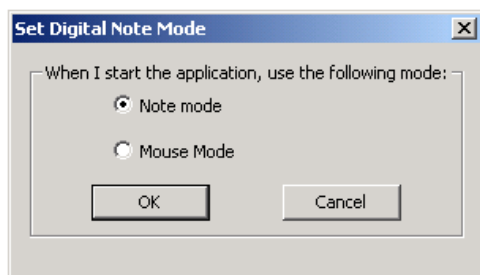 Set Digital Note Mode
When I start the application, use the following mode:
Note mode
Mouse Mode
OK Cancel